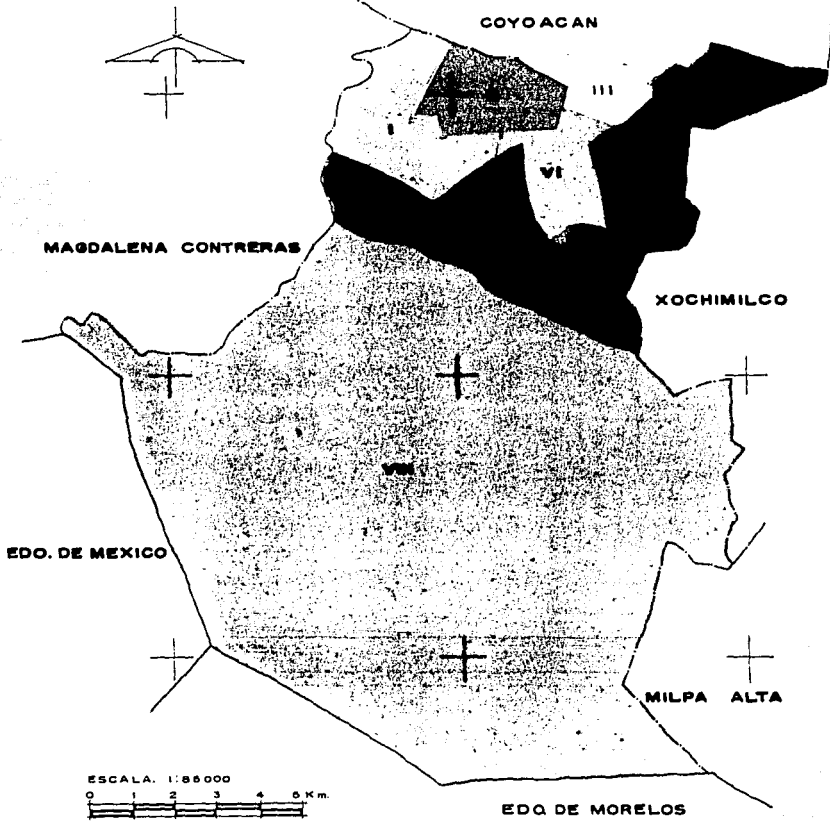 COYOACAN
III
I
VI
MAGDALENA CONTRERAS
XOCHIMILCO
VIII
EDO. DE MEXICO
MILPA ALTA
ESCALA. 1:85000
0 1 2 3 4 5 Km.
EDO. DE MORELOS